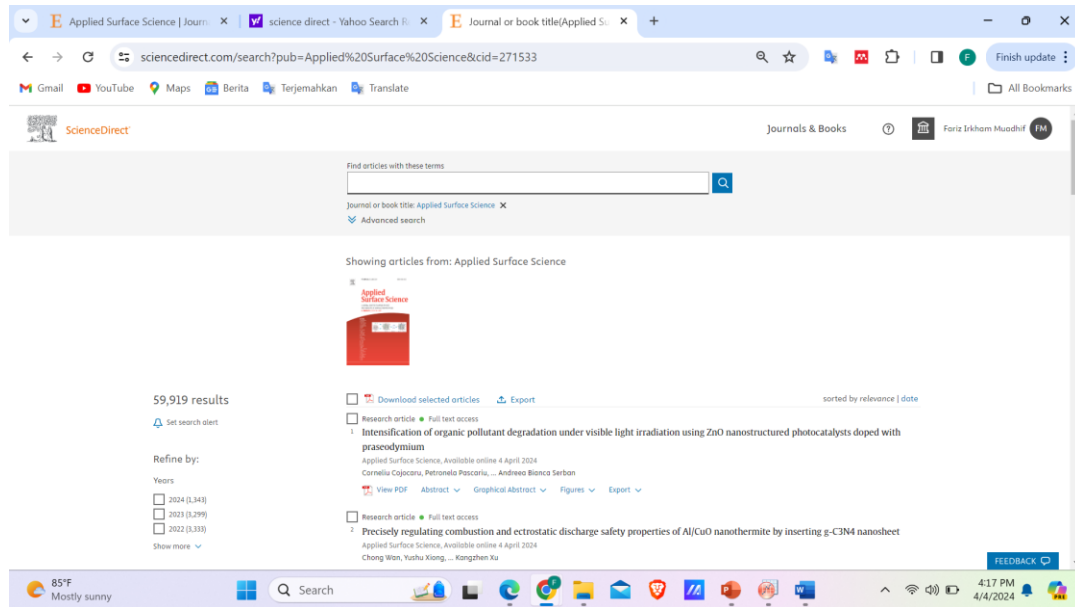 Applied Surface Science | Journ
science direct - Yahoo Search Re
Journal or book title(Applied Su
sciencedirect.com/search?pub=Applied%20Surface%20Science&cid=271533
Finish update
Gmail YouTube Maps Berita Terjemahkan Translate All Bookmarks
ScienceDirect
Journals & Books Fariz Irkham Muadhif FM
Find articles with these terms
Journal or book title: Applied Surface Science
Advanced search
Showing articles from: Applied Surface Science
Applied
Surface Science
59,919 results
Set search alert
Refine by:
Years
2024 (1,343)
2023 (3,299)
2022 (3,333)
Show more
Download selected articles Export sorted by relevance | date
Research article Full text access
1 Intensification of organic pollutant degradation under visible light irradiation using ZnO nanostructured photocatalysts doped with
praseodymium
Applied Surface Science, Available online 4 April 2024
Corneliu Cojocaru, Petronela Pascariu, ... Andreea Bianca Serban
View PDF Abstract Graphical Abstract Figures Export
Research article Full text access
2 Precisely regulating combustion and ectrostatic discharge safety properties of Al/CuO nanothermite by inserting g-C3N4 nanosheet
Applied Surface Science, Available online 4 April 2024
Chong Wan, Yushu Xiong, ... Kangzhen Xu
FEEDBACK
85°F
Mostly sunny
Search
4:17 PM
4/4/2024